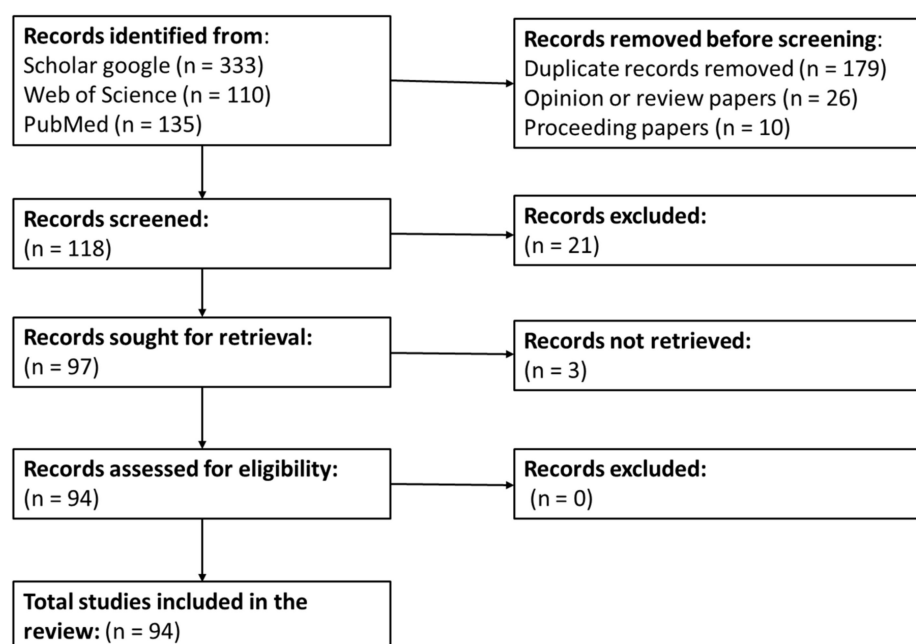 Records identified from:
Scholar google (n = 333)
Web of Science (n = 110)
PubMed (n = 135)
Records removed before screening:
Duplicate records removed (n = 179)
Opinion or review papers (n = 26)
Proceeding papers (n = 10)
Records screened:
(n = 118)
Records excluded:
(n = 21)
Records sought for retrieval:
(n = 97)
Records not retrieved:
(n = 3)
Records assessed for eligibility:
(n = 94)
Records excluded:
(n = 0)
Total studies included in the
review: (n = 94)